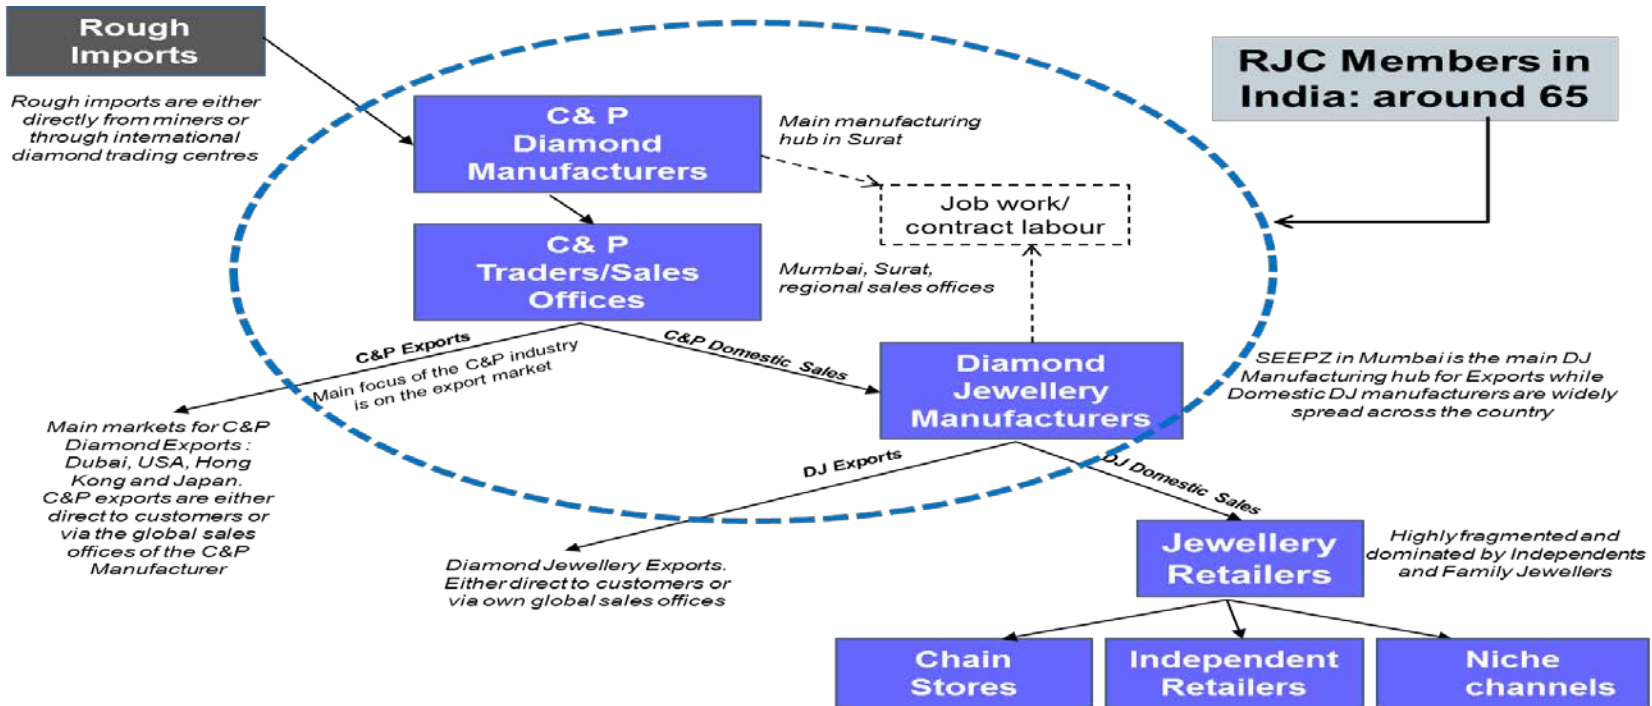 Rough
Imports
Rough imports are either
directly from miners or
through international
diamond trading centres
RJC Members in
India: around 65
C& P
Diamond
Manufacturers
Main manufacturing
hub in Surat
Job work/
contract labour
C& P
Traders/Sales
Offices
Mumbai, Surat,
regional sales offices
C&P Exports
Main focus of the C&P industry
is on the export market
C&P Domestic Sales
Diamond
Jewellery
Manufacturers
SEEPZ in Mumbai is the main DJ
Manufacturing hub for Exports while
Domestic DJ manufacturers are widely
spread across the country
Main markets for C&P
Diamond Exports :
Dubai, USA, Hong
Kong and Japan.
C&P exports are either
direct to customers or
via the global sales
offices of the C&P
Manufacturer
DJ Exports
DJ Domestic Sales
Diamond Jewellery Exports.
Either direct to customers or
via own global sales offices
Jewellery
Retailers
Highly fragmented and
dominated by Independents
and Family Jewellers
Chain
Stores
Independent
Retailers
Niche
channels